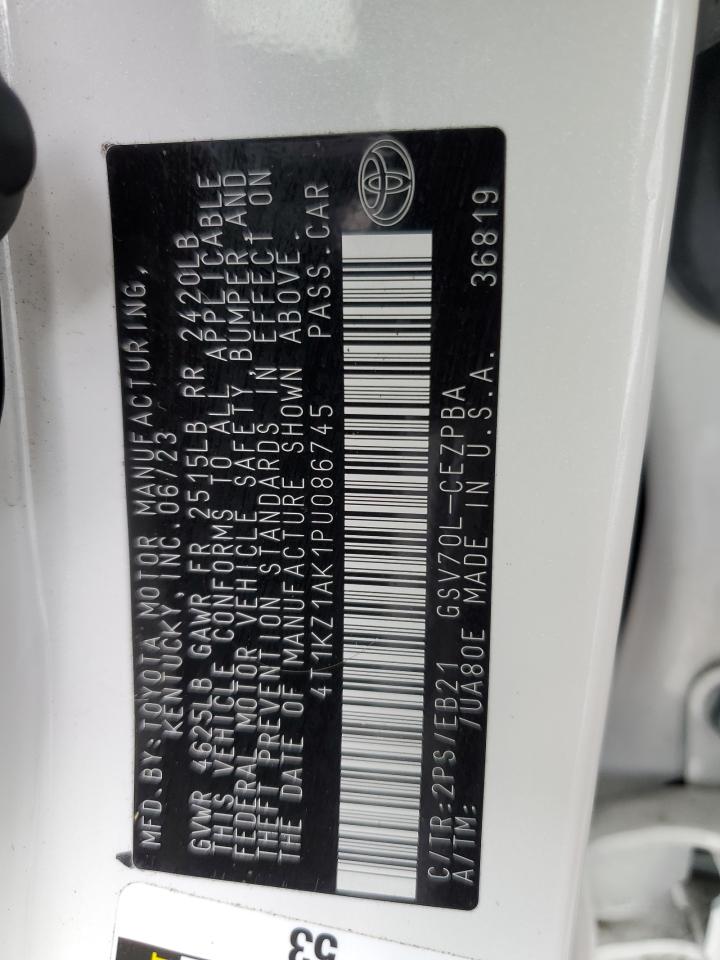 MFD.BY:TOYOTA MOTOR MANUFACTURING,
KENTUCKY, INC.06/23
GVWR 4625LB GAWR FR 2515LB RR 2420LB
THIS VEHICLE CONFORMS TO ALL APPLICABLE
FEDERAL MOTOR VEHICLE SAFETY,BUMPER,AND
THEFT PREVENTION STANDARDS IN EFFECT ON
THE DATE OF MANUFACTURE SHOWN ABOVE.
4T1KZ1AK1PU086745 PASS.CAR
C/TR:2PS/EB21 GSV70L-CEZPBA
A/TM: 7UA80E MADE IN U.S.A. 36819
53